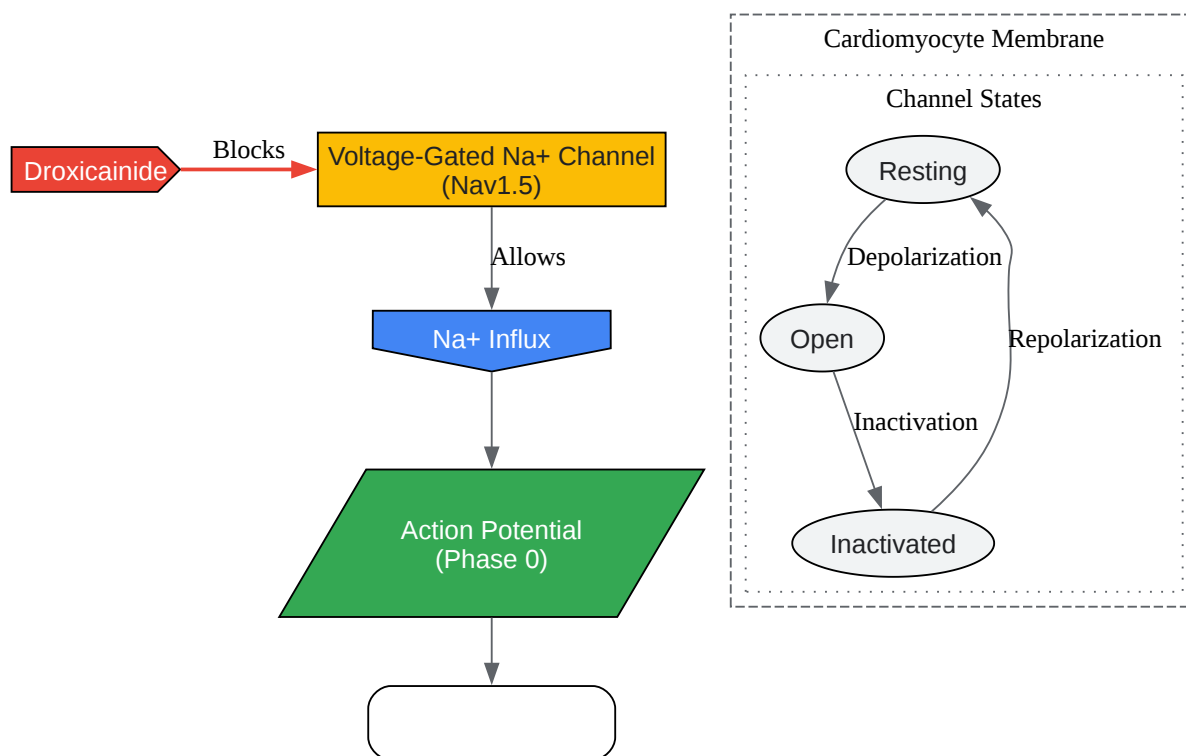 Droxicainide
Blocks
Voltage-Gated Na+ Channel
(Nav1.5)
Allows
Na+ Influx
Action Potential
(Phase 0)
Cardiomyocyte Membrane
Channel States
Resting
Depolarization
Open
Repolarization
Inactivation
Inactivated